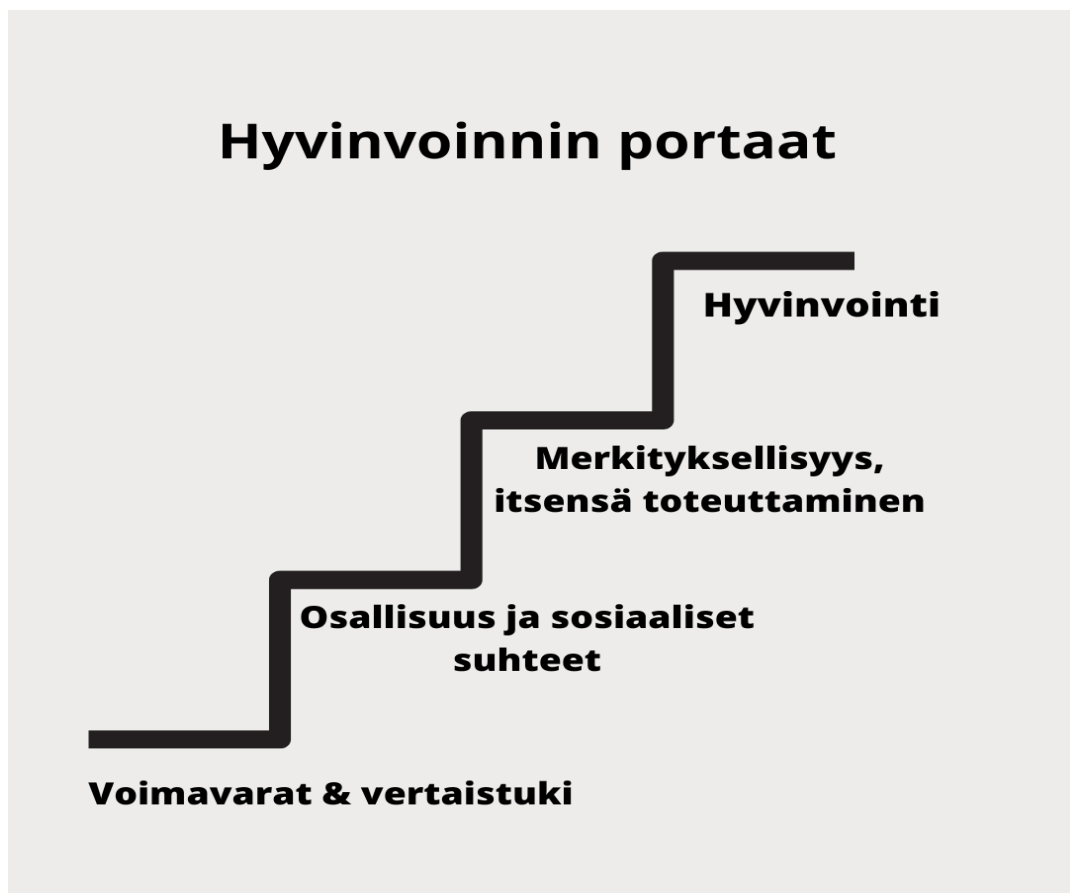 Hyvinvoinnin portaat
Hyvinvointi
Merkityksellisyys,
itsensä toteuttaminen
Osallisuus ja sosiaaliset
suhteet
Voimavarat & vertaistuki